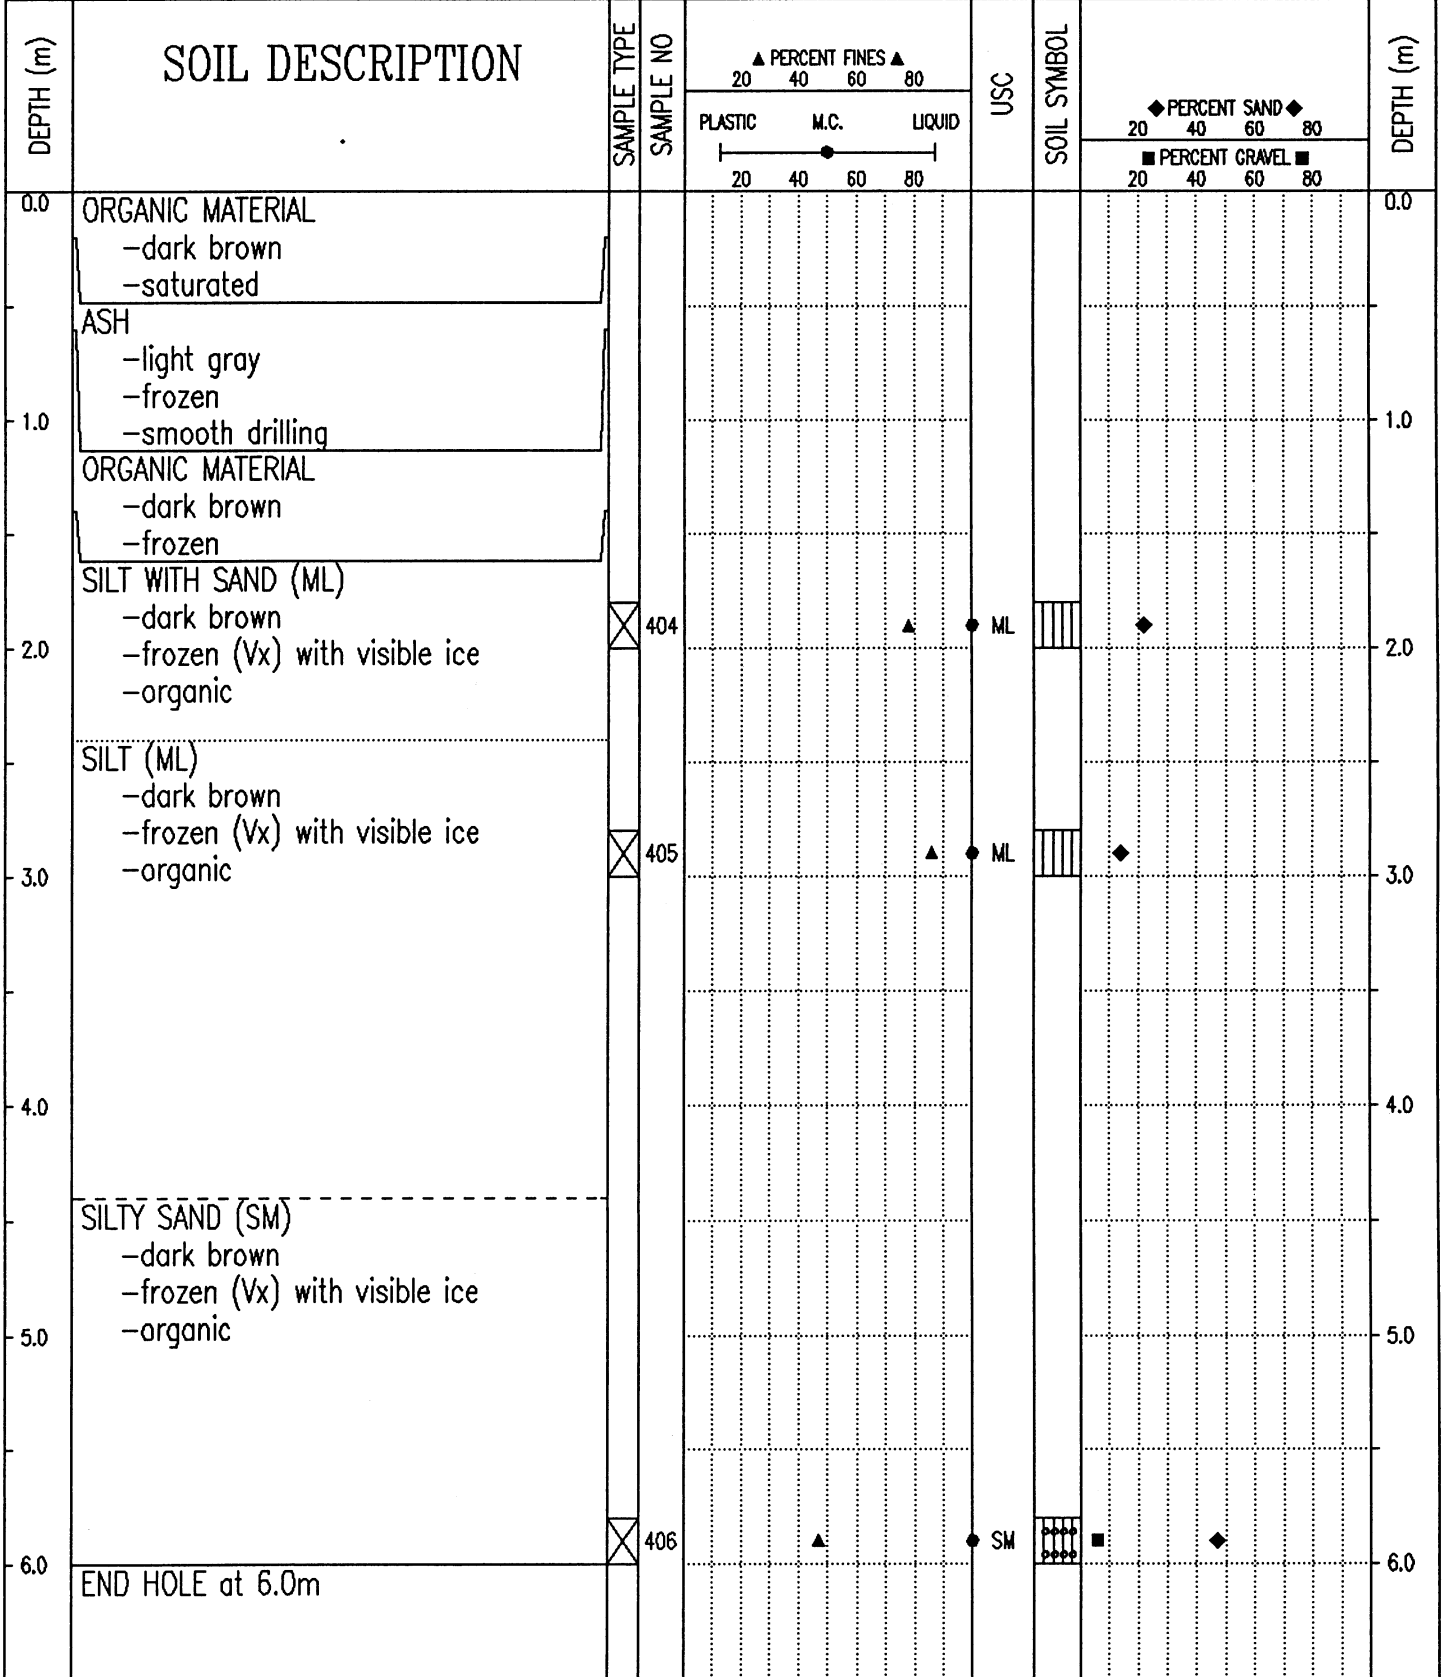 DEPTH (m)
SOIL DESCRIPTION
SAMPLE TYPE
SAMPLE NO
▲ PERCENT FINES ▲
20 40 60 80
PLASTIC M.C. LIQUID
20 40 60 80
USC
SOIL SYMBOL
◆ PERCENT SAND ◆
20 40 60 80
■ PERCENT GRAVEL ■
20 40 60 80
DEPTH (m)
0.0 0.0
ORGANIC MATERIAL
-dark brown
-saturated
ASH
-light gray
-frozen
1.0 1.0
-smooth drilling
ORGANIC MATERIAL
-dark brown
-frozen
SILT WITH SAND (ML)
-dark brown 404 ML
2.0 -frozen (Vx) with visible ice 2.0
-organic
SILT (ML)
-dark brown
-frozen (Vx) with visible ice
405 ML
-organic
3.0 3.0
4.0 4.0
SILTY SAND (SM)
-dark brown
-frozen (Vx) with visible ice
-organic
5.0 5.0
406 SM
6.0 6.0
END HOLE at 6.0m